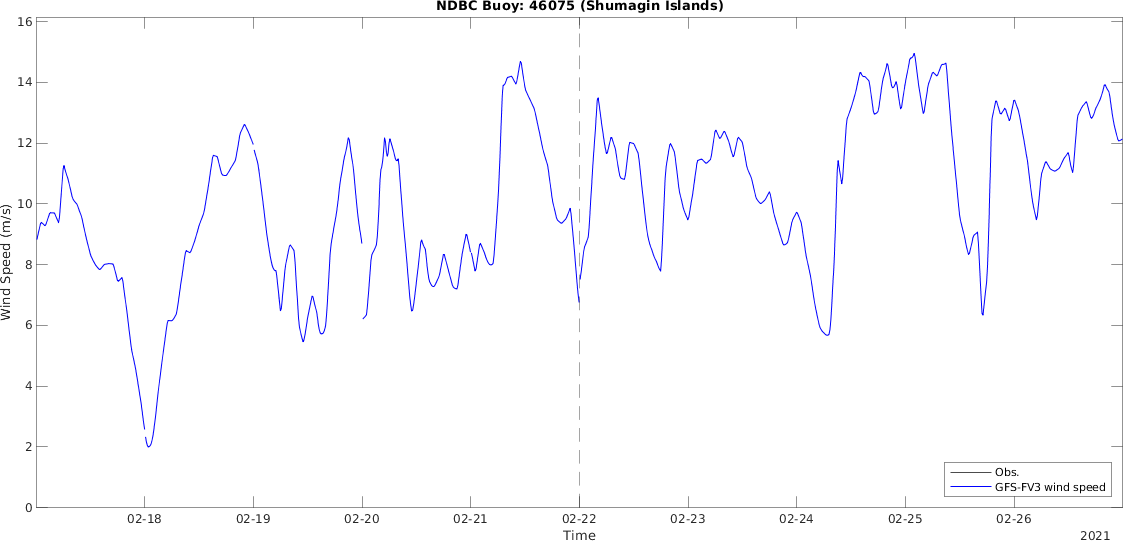 NDBC Buoy: 46075 (Shumagin Islands)
16
14
12
10
8
6
4
2
0
Wind Speed (m/s)
02-18 02-19 02-20 02-21 02-22 02-23 02-24 02-25 02-26
Time
2021
Obs.
GFS-FV3 wind speed